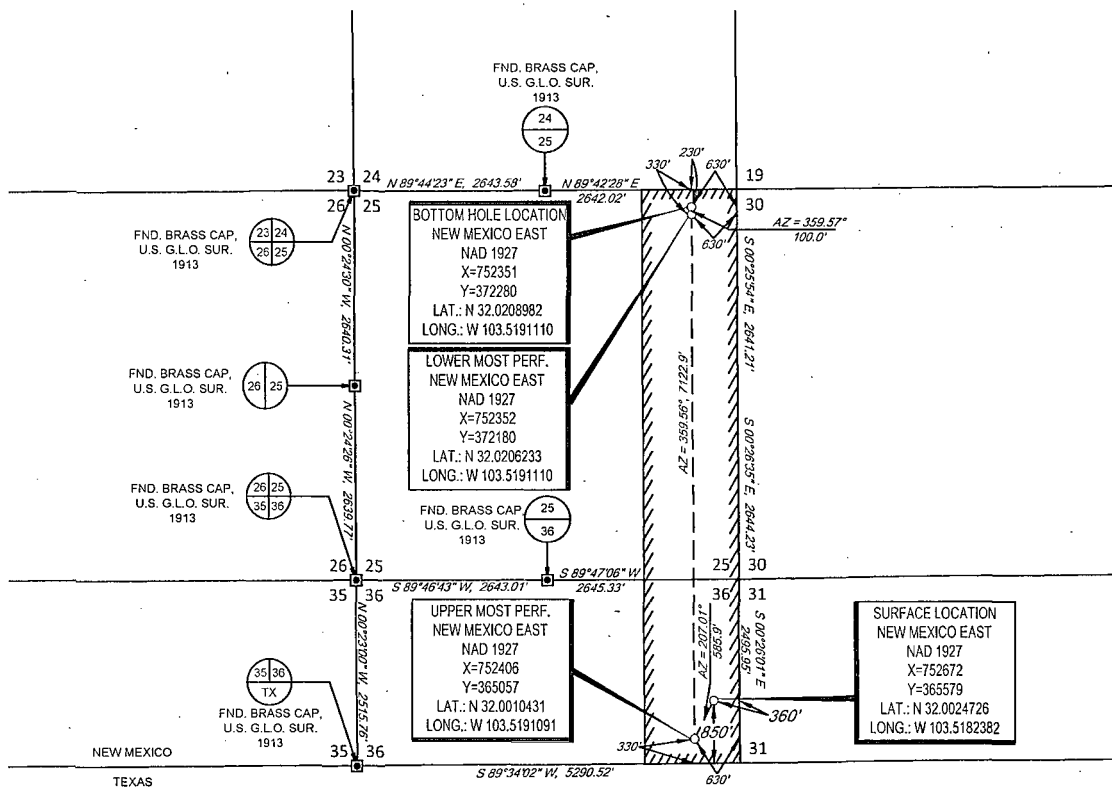 FND. BRASS CAP,
U.S. G.L.O. SUR.
1913
24
25
230'
330'
630'
23 24
N 89°44'23" E, 2643.58'
N 89°42'28" E
2642.02'
19
26 25
30
AZ = 359.57°
100.0'
630'
FND. BRASS CAP,
U.S. G.L.O. SUR.
1913
23 24
26 25
N 00°24'30" W, 2640.31'
BOTTOM HOLE LOCATION
NEW MEXICO EAST
NAD 1927
X=752351
Y=372280
LAT.: N 32.0208982
LONG.: W 103.5191110
S 00°25'54" E, 2641.21'
LOWER MOST PERF.
NEW MEXICO EAST
NAD 1927
X=752352
Y=372180
LAT.: N 32.0206233
LONG.: W 103.5191110
AZ = 359.56°, 7122.9'
FND. BRASS CAP,
U.S. G.L.O. SUR.
1913
26 25
N 00°24'26" W, 2639.77'
S 00°26'35" E, 2644.23'
FND. BRASS CAP,
U.S. G.L.O. SUR.
1913
26 25
35 36
FND. BRASS CAP,
U.S. G.L.O. SUR.
1913
25
36
26 25
S 89°46'43" W, 2643.01'
S 89°47'06" W
2645.33'
25 30
35 36
36 31
N 00°23'00" W, 2515.76'
UPPER MOST PERF.
NEW MEXICO EAST
NAD 1927
X=752406
Y=365057
LAT.: N 32.0010431
LONG.: W 103.5191091
AZ = 207.01°
585.9'
S 00°26'01" E
2495.95'
SURFACE LOCATION
NEW MEXICO EAST
NAD 1927
X=752672
Y=365579
LAT.: N 32.0024726
LONG.: W 103.5182382
360'
850'
330'
630'
35 36
TX
FND. BRASS CAP,
U.S. G.L.O. SUR.
1913
NEW MEXICO
35 36
31
TEXAS
S 89°34'02" W, 5290.52'